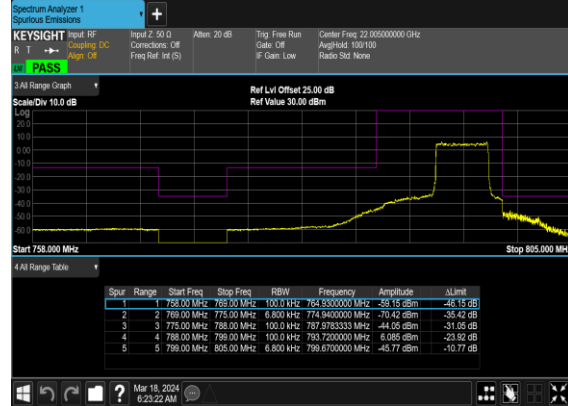 Spectrum Analyzer 1
Spurious Emissions
+
KEYSIGHT Input: RF Input Z: 50 Ω Atten: 20 dB Trig: Free Run Center Freq: 22.005000000 GHz
R T Coupling: DC Corrections: Off Gate: Off Avg|Hold: 100/100
Align: Off Freq Ref: Int (S) IF Gain: Low Radio Std: None
PASS
3 All Range Graph
Ref Lvl Offset 25.00 dB
Scale/Div 10.0 dB Ref Value 30.00 dBm
Log
20.0
10.0
0.00
-10.0
-20.0
-30.0
-40.0
-50.0
-60.0
Start 758.000 MHz Stop 805.000 MH
4 All Range Table
Spur Range Start Freq Stop Freq RBW Frequency Amplitude ΔLimit
1 1 758.00 MHz 769.00 MHz 100.0 kHz 764.9300000 MHz -59.15 dBm -46.15 dB
2 2 769.00 MHz 775.00 MHz 6.800 kHz 774.9400000 MHz -70.42 dBm -35.42 dB
3 3 775.00 MHz 788.00 MHz 100.0 kHz 787.9783333 MHz -44.05 dBm -31.05 dB
4 4 788.00 MHz 799.00 MHz 100.0 kHz 793.7200000 MHz 6.085 dBm -23.92 dB
5 5 799.00 MHz 805.00 MHz 6.800 kHz 799.6700000 MHz -45.77 dBm -10.77 dB
? Mar 18, 2024
6:23:22 AM